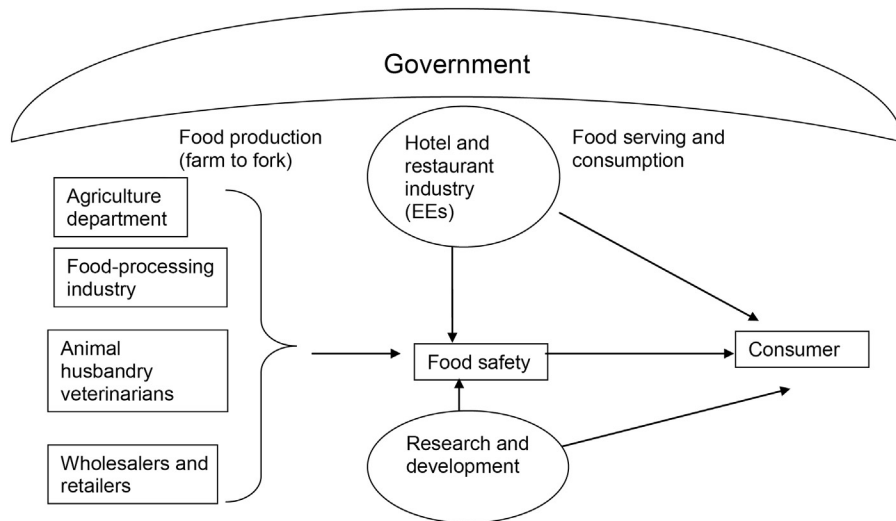 Government
Food production
(farm to fork)
Hotel and
restaurant
industry
(EEs)
Food serving and
consumption
Agriculture
department
Food-processing
industry
Animal
husbandry
veterinarians
Wholesalers and
retailers
Food safety
Consumer
Research and
development